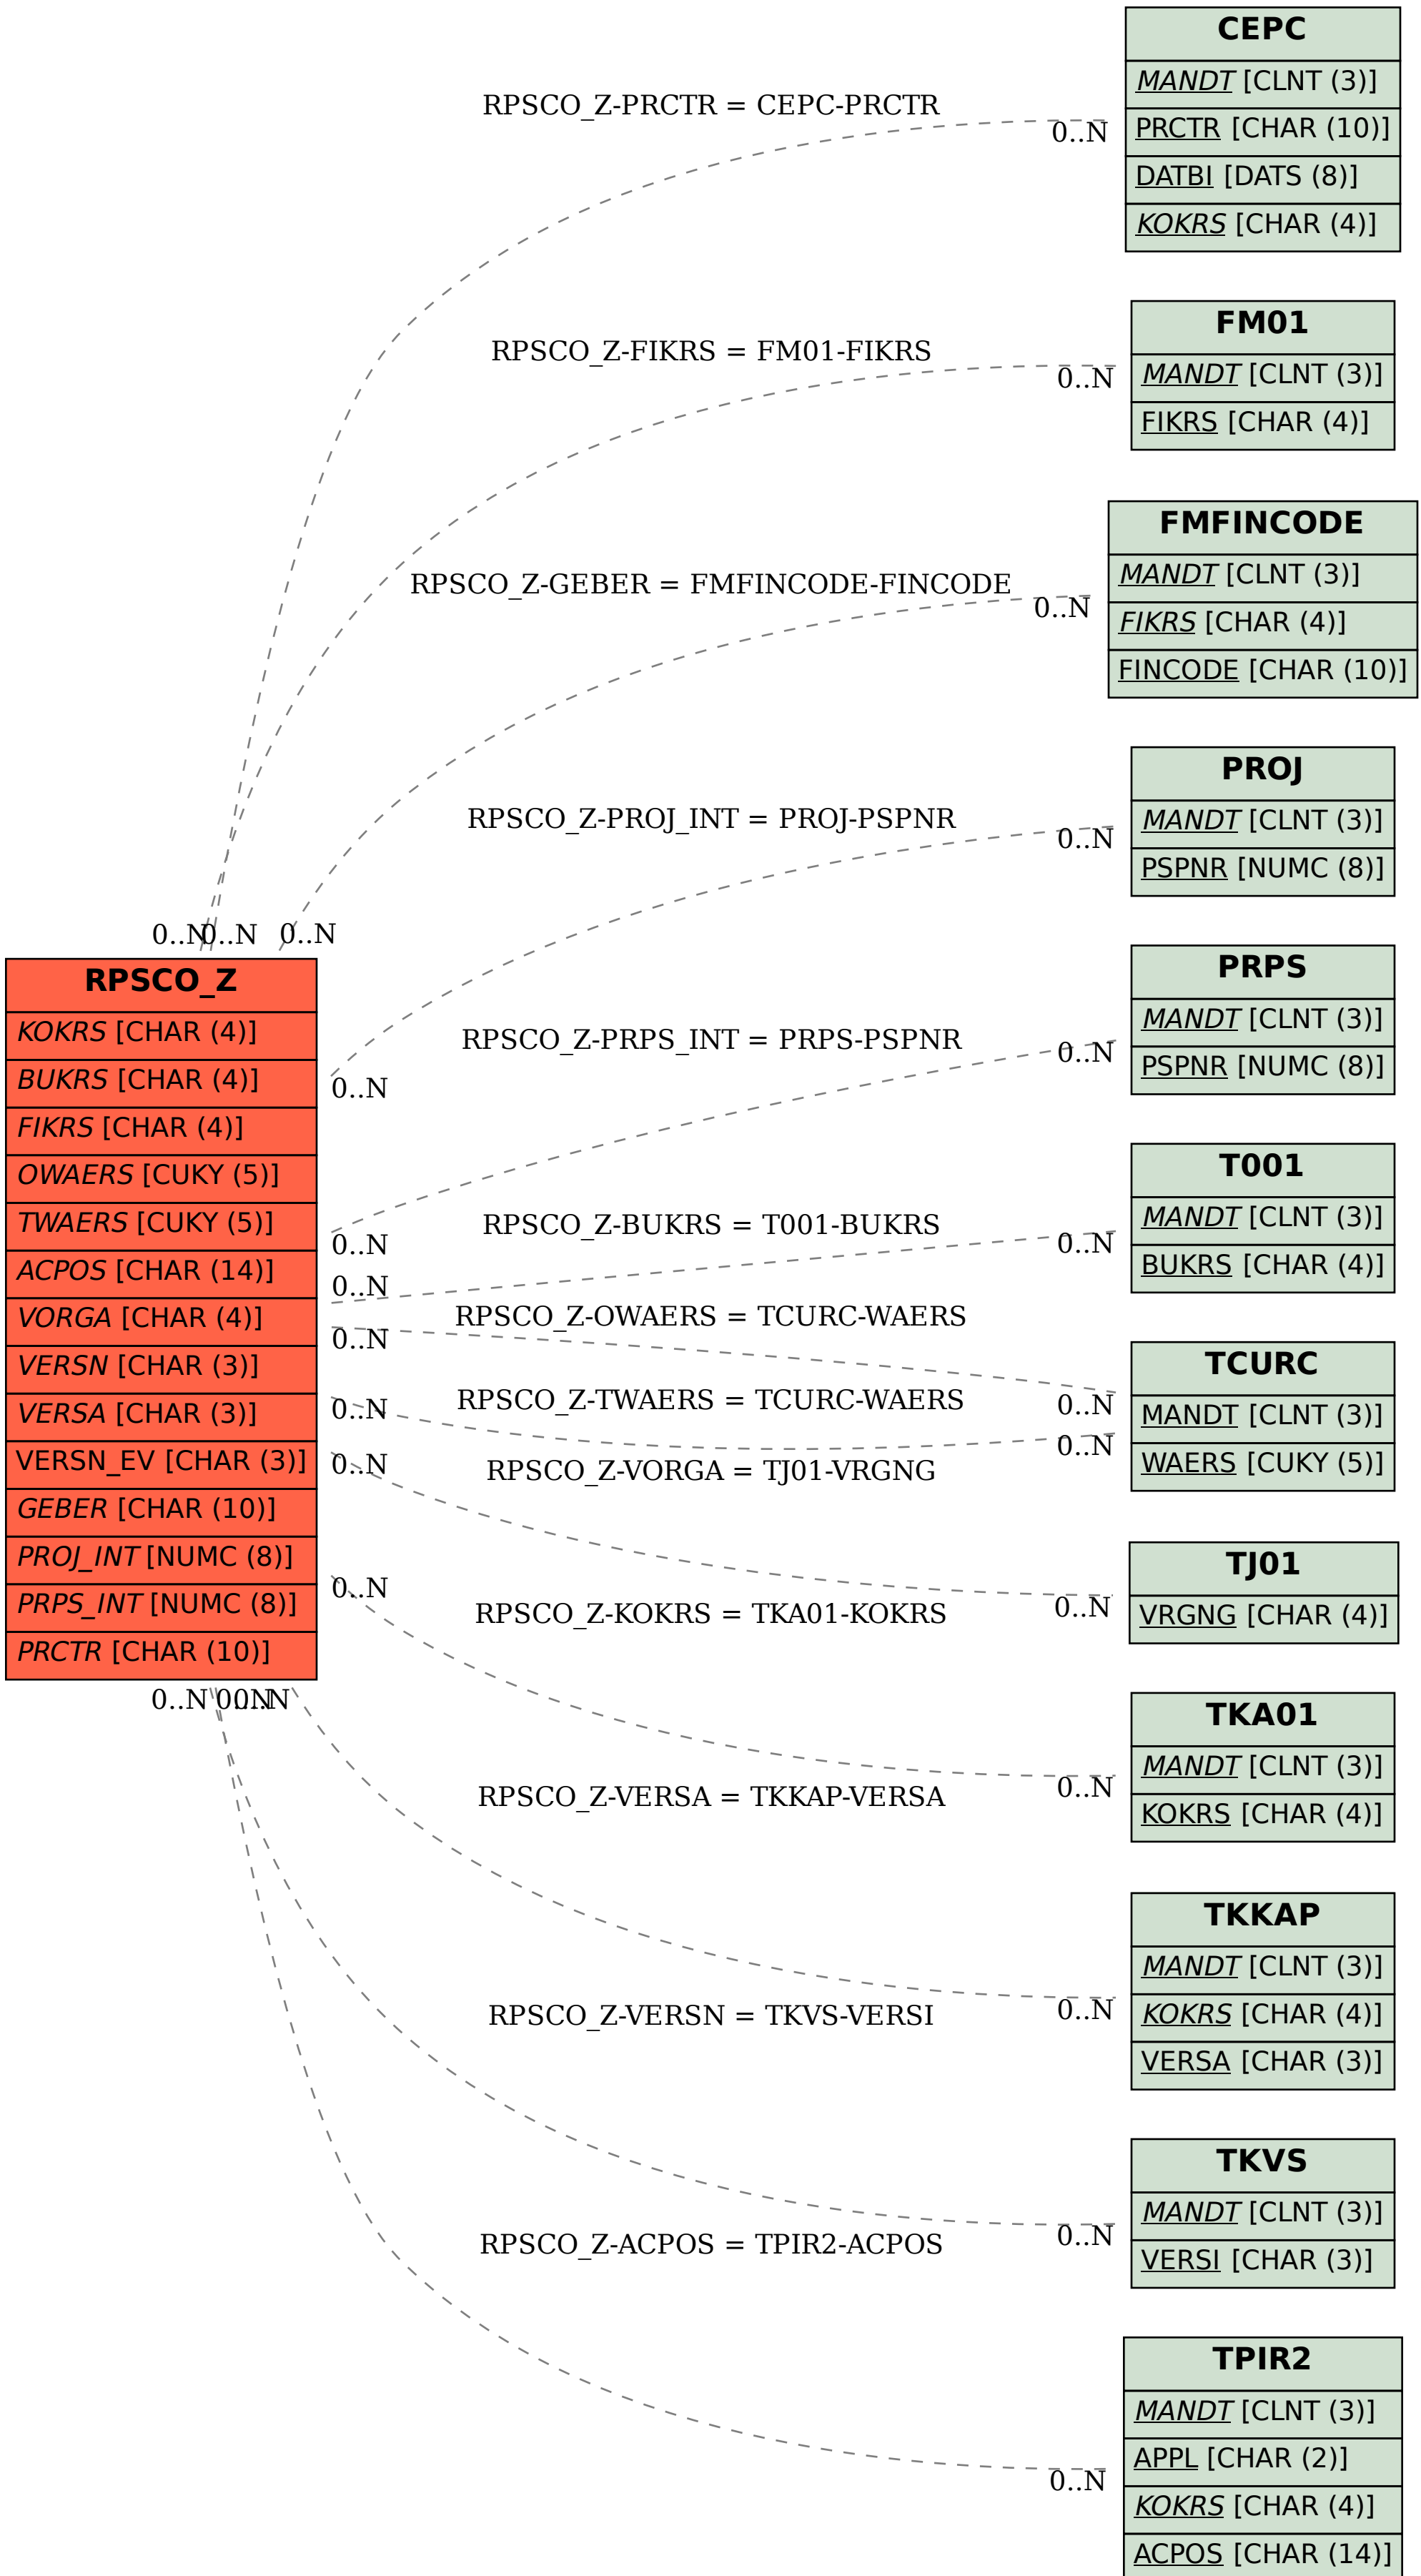 CEPC
MANDT [CLNT (3)]
RPSCO_Z-PRCTR = CEPC-PRCTR
0..N
PRCTR [CHAR (10)]
DATBI [DATS (8)]
KOKRS [CHAR (4)]
FM01
RPSCO_Z-FIKRS = FM01-FIKRS
0..N
MANDT [CLNT (3)]
FIKRS [CHAR (4)]
FMFINCODE
RPSCO_Z-GEBER = FMFINCODE-FINCODE
0..N
MANDT [CLNT (3)]
FIKRS [CHAR (4)]
FINCODE [CHAR (10)]
PROJ
RPSCO_Z-PROJ_INT = PROJ-PSPNR
0..N
MANDT [CLNT (3)]
PSPNR [NUMC (8)]
0..N
0..N
0..N
RPSCO_Z
KOKRS [CHAR (4)]
BUKRS [CHAR (4)]
FIKRS [CHAR (4)]
OWAERS [CUKY (5)]
TWAERS [CUKY (5)]
ACPOS [CHAR (14)]
VORGA [CHAR (4)]
VERSN [CHAR (3)]
VERSA [CHAR (3)]
VERSN_EV [CHAR (3)]
GEBER [CHAR (10)]
PROJ_INT [NUMC (8)]
PRPS_INT [NUMC (8)]
PRCTR [CHAR (10)]
0..N
0..N
0..N
0..N
0..N
0..N
0..N
0..N
0..N
0..N
PRPS
RPSCO_Z-PRPS_INT = PRPS-PSPNR
0..N
MANDT [CLNT (3)]
PSPNR [NUMC (8)]
T001
RPSCO_Z-BUKRS = T001-BUKRS
0..N
MANDT [CLNT (3)]
BUKRS [CHAR (4)]
RPSCO_Z-OWAERS = TCURC-WAERS
TCURC
RPSCO_Z-TWAERS = TCURC-WAERS
0..N
0..N
MANDT [CLNT (3)]
WAERS [CUKY (5)]
RPSCO_Z-VORGA = TJ01-VRGNG
TJ01
0..N
VRGNG [CHAR (4)]
RPSCO_Z-KOKRS = TKA01-KOKRS
TKA01
0..N
MANDT [CLNT (3)]
KOKRS [CHAR (4)]
RPSCO_Z-VERSA = TKKAP-VERSA
TKKAP
0..N
MANDT [CLNT (3)]
KOKRS [CHAR (4)]
VERSA [CHAR (3)]
RPSCO_Z-VERSN = TKVS-VERSI
TKVS
0..N
MANDT [CLNT (3)]
VERSI [CHAR (3)]
RPSCO_Z-ACPOS = TPIR2-ACPOS
TPIR2
0..N
MANDT [CLNT (3)]
APPL [CHAR (2)]
KOKRS [CHAR (4)]
ACPOS [CHAR (14)]